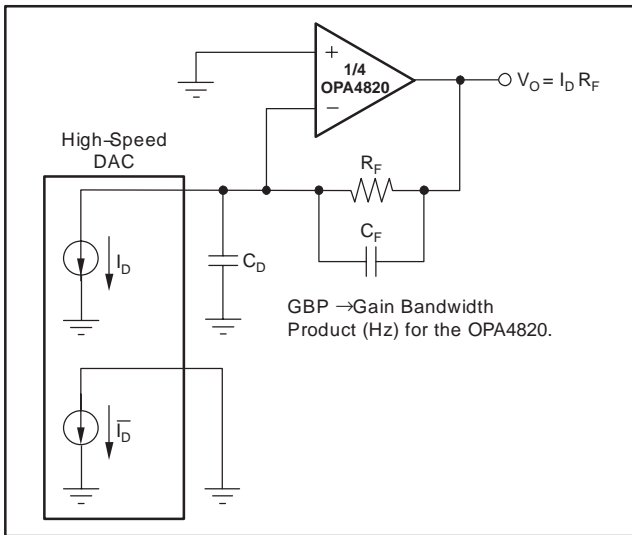 +
1/4
OPA4820
−
V_O = I_D R_F
High–Speed
DAC
R_F
C_F
I_D
C_D
GBP →Gain Bandwidth
Product (Hz) for the OPA4820.
I̅_D